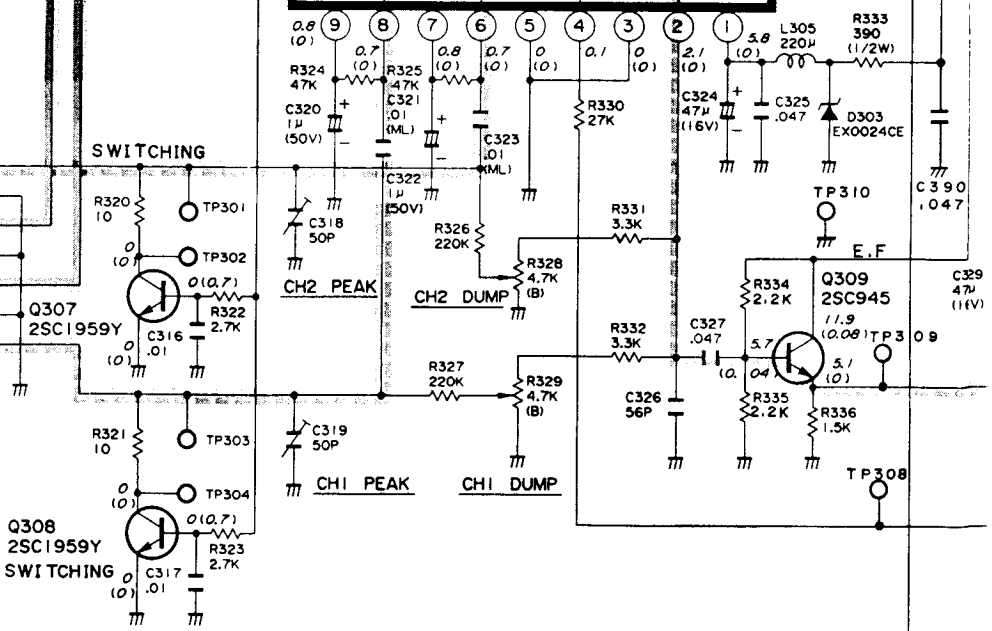 9 8 7 6 5 4 3 2 1
0.8 (0)
0.7 (0)
0.8 (0)
0.7 (0)
0 (0)
0.1
0 (0)
2.1 (0)
5.8 (0)
L305
220μ
R333
390
(1/2W)
R324
47K
R325
47K
C320
1μ
(50V)
+
−
C321
.01
(ML)
+
−
C323
.01
(ML)
C322
1μ
(50V)
R330
27K
C324
47μ
(16V)
+
−
C325
.047
D303
EX0024CE
C390
.047
SWITCHING
R320
10
TP301
TP302
0
(0)
0(0.7)
Q307
2SC1959Y
R322
2.7K
C316
.01
0
(0)
C318
50P
CH2 PEAK
R326
220K
R328
4.7K
(B)
CH2 DUMP
R331
3.3K
TP310
E.F
R334
2.2K
Q309
2SC945
C329
47μ
(16V)
11.9
(0.08)
TP309
R332
3.3K
C327
.047
5.7
(0.04)
5.1
(0)
R327
220K
R329
4.7K
(B)
C326
56P
R335
2.2K
R336
1.5K
R321
10
TP303
TP304
C319
50P
CH1 PEAK
CH1 DUMP
TP308
0
(0)
0(0.7)
Q308
2SC1959Y
SWITCHING
R323
2.7K
C317
.01
0
(0)